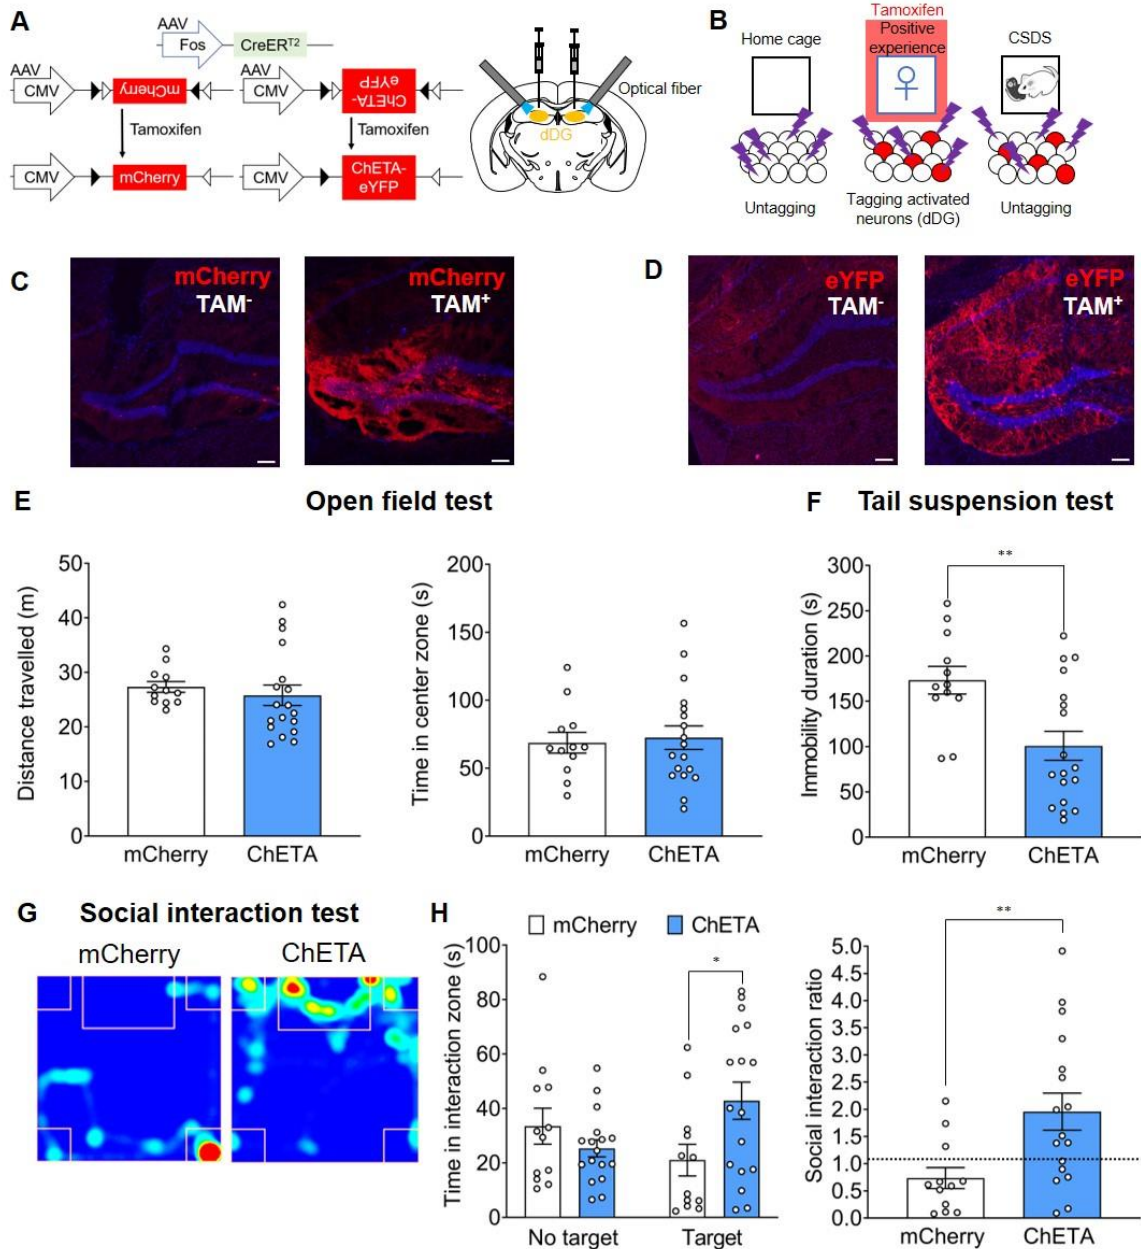 A
AAV
Fos
CreERT2
AAV
CMV
mCherry
AAV
CMV
ChETA-
eYFP
Tamoxifen
Tamoxifen
CMV
mCherry
CMV
ChETA-
eYFP
Optical fiber
dDG
B
Home cage
Tamoxifen
Positive
experience
CSDS
Untagging
Tagging activated
neurons (dDG)
Untagging
C
mCherry
TAM-
mCherry
TAM+
D
eYFP
TAM-
eYFP
TAM+
E
Open field test
Distance travelled (m)
50
40
30
20
10
0
mCherry
ChETA
Time in center zone (s)
200
150
100
50
0
mCherry
ChETA
F
Tail suspension test
Immobility duration (s)
300
250
200
150
100
50
0
**
mCherry
ChETA
G
Social interaction test
mCherry
ChETA
H
mCherry
ChETA
Time in interaction zone (s)
100
80
60
40
20
0
*
No target
Target
Social interaction ratio
5.0
4.5
4.0
3.5
3.0
2.5
2.0
1.5
1.0
0.5
0.0
**
mCherry
ChETA